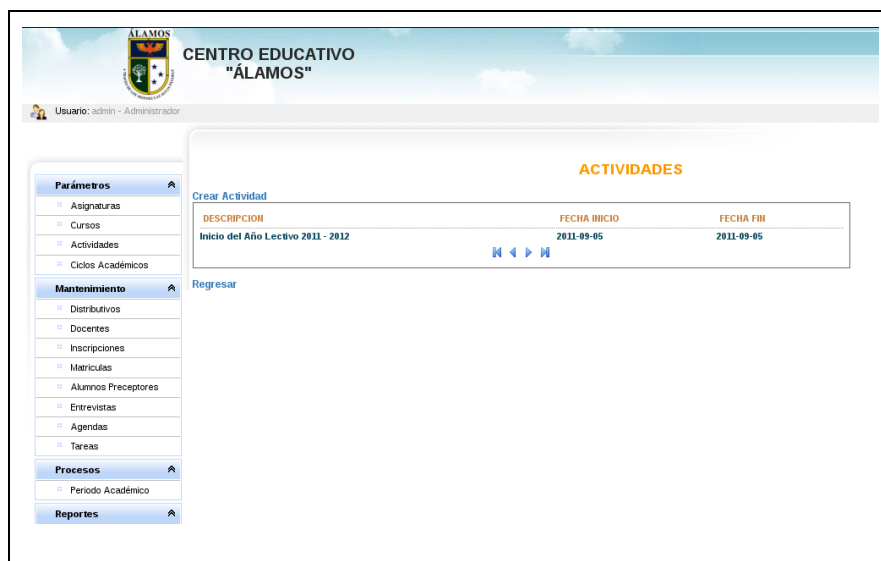 ÁLAMOS
CENTRO EDUCATIVO
"ÁLAMOS"
Usuario: admin - Administrador
ACTIVIDADES
Parámetros
Asignaturas
Cursos
Actividades
Ciclos Académicos
Mantenimiento
Distributivos
Docentes
Inscripciones
Matriculas
Alumnos Preceptores
Entrevistas
Agendas
Tareas
Procesos
Periodo Académico
Reportes
Crear Actividad
DESCRIPCION FECHA INICIO FECHA FIN
Inicio del Año Lectivo 2011 - 2012 2011-09-05 2011-09-05
Regresar